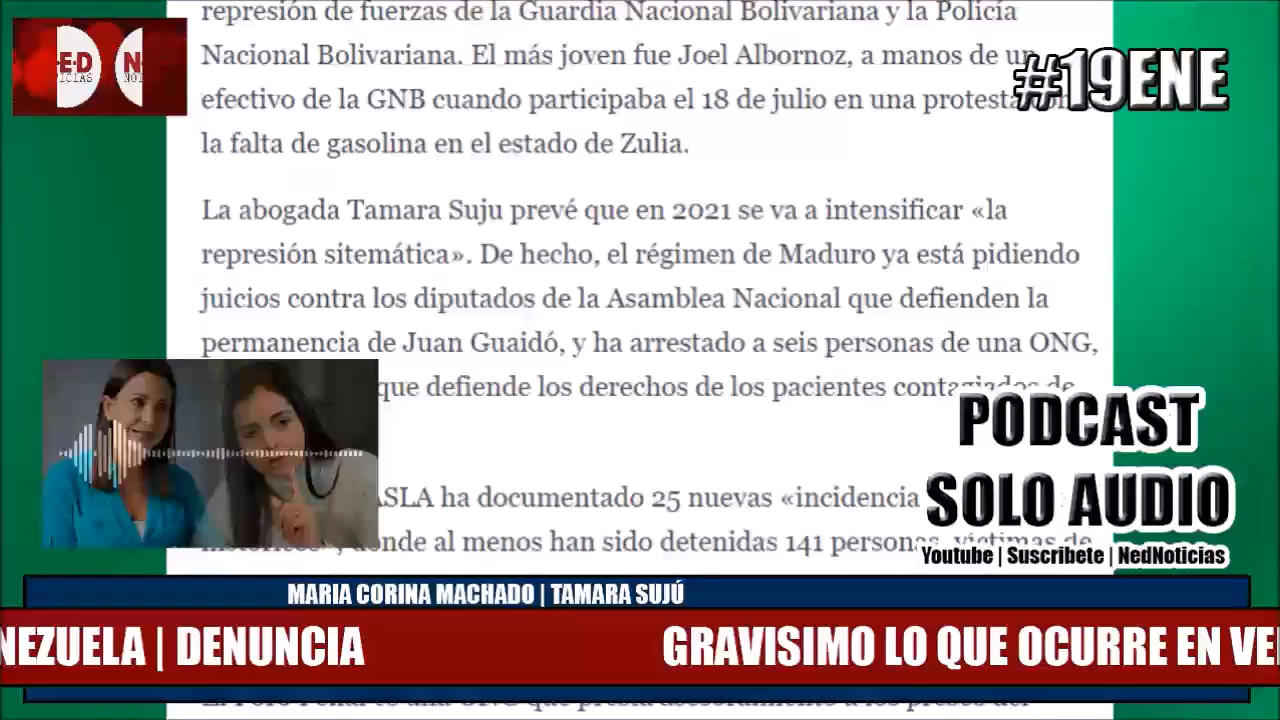 represión de fuerzas de la Guardia Nacional Bolivariana y la Policía
Nacional Bolivariana. El más joven fue Joel Albornoz, a manos de un
efectivo de la GNB cuando participaba el 18 de julio en una protesta
la falta de gasolina en el estado de Zulia.
#19ENE
La abogada Tamara Suju prevé que en 2021 se va a intensificar «la
represión sitemática». De hecho, el régimen de Maduro ya está pidiendo
juicios contra los diputados de la Asamblea Nacional que defienden la
permanencia de Juan Guaidó, y ha arrestado a seis personas de una ONG,
que defiende los derechos de los pacientes contagiados de
ASLA ha documentado 25 nuevas «incidencia
donde al menos han sido detenidas 141 personas, víctimas de
PODCAST
SOLO AUDIO
Youtube | Suscribete | NedNoticias
MARIA CORINA MACHADO | TAMARA SUJÚ
NEZUELA | DENUNCIA GRAVISIMO LO QUE OCURRE EN VE